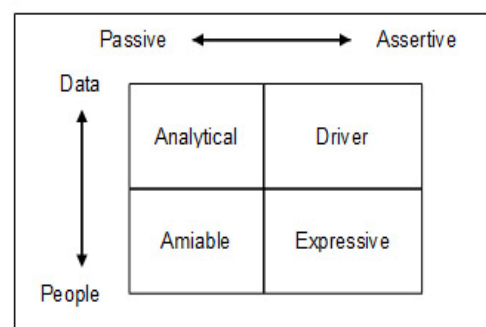 Passive Assertive
Data
Analytical Driver
Amiable Expressive
People